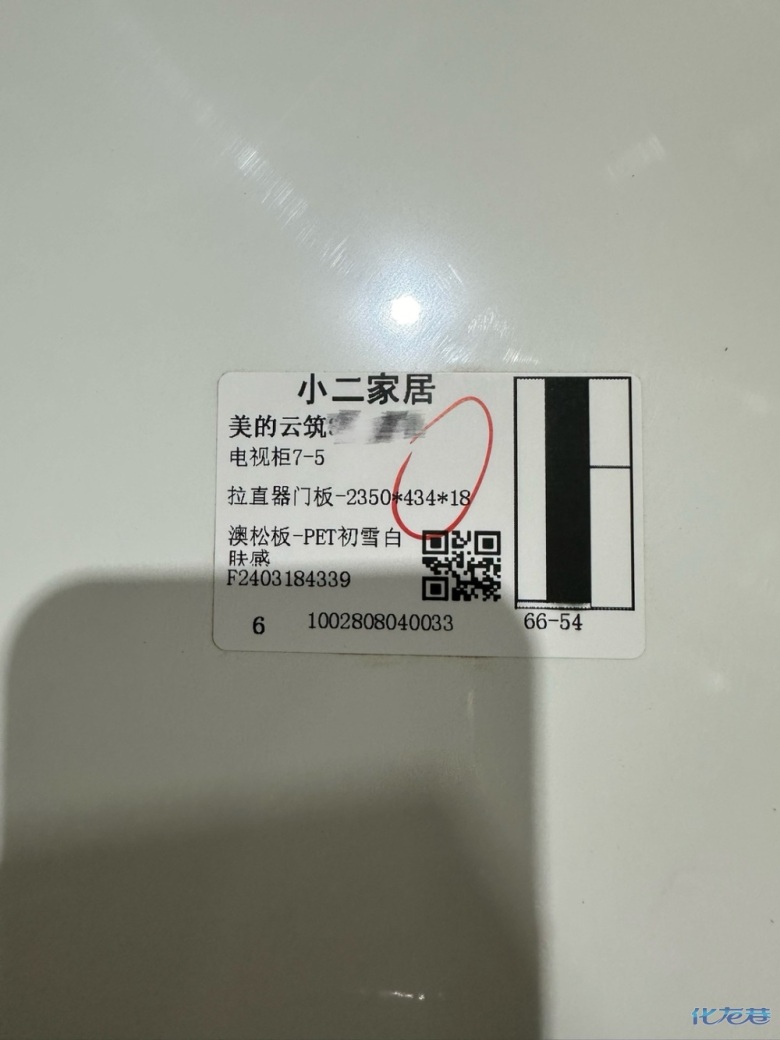 小二家居
美的云筑
电视柜7-5
拉直器门板-2350*434*18
澳松板-PET初雪白
肤感
F2403184339
6 1002808040033 66-54
化龙巷